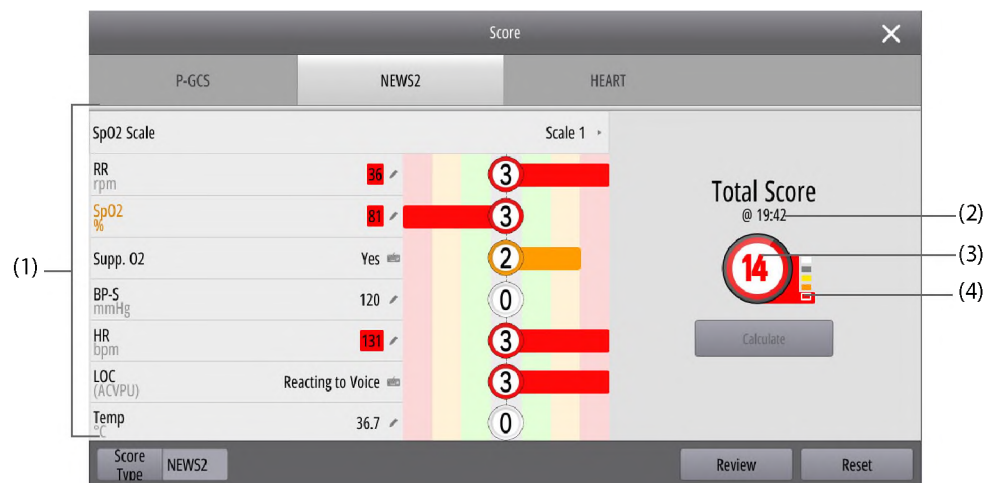 Score
P-GCS NEWS2 HEART
SpO2 Scale Scale 1
RR 36 3
rpm
SpO2 81 3
%
Supp. O2 Yes 2
BP-S 120 0
mmHg
HR 131 3
bpm
LOC Reacting to Voice 3
(ACVPU)
Temp 36.7 0
°C
Total Score
@ 19:42
14
Calculate
Score
Type
NEWS2
Review
Reset
(1)
(2)
(3)
(4)